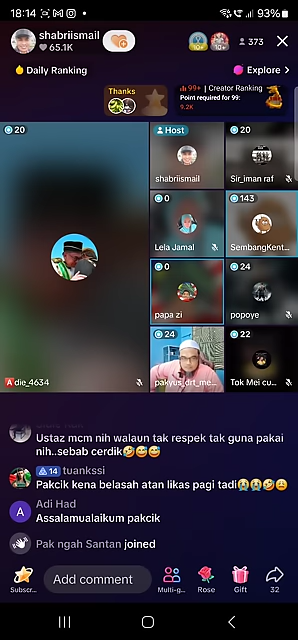 18:14
93%
shabriismail
65.1K
10+
10+
373
Daily Ranking
Explore >
Thanks
99+ | Creator Ranking
Point required for 99:
9.2K
20
Host
shabriismail
20
Sir_iman raf
0
Lela Jamal
143
SembangKent...
0
papa zi
24
popoye
Adie_4634
24
pakyus_drt_me...
22
Tok Mei cu...
Ustaz mcm nih walaun tak respek tak guna pakai
nih..sebab cerdik🤣😅😅
14 tuankssi
Pakcik kena belasah atan likas pagi tadi😭😭🤣😩
A
Adi Had
Assalamualaikum pakcik
Pak ngah Santan joined
Subscr...
Add comment
Multi-g...
Rose
Gift
32